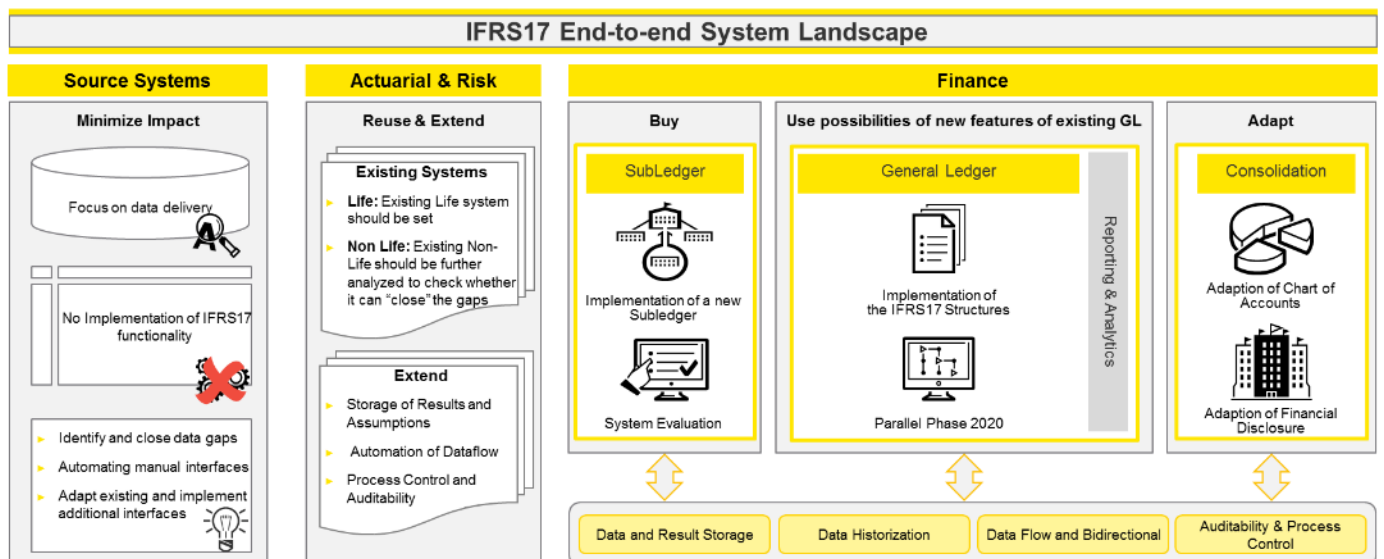 IFRS17 End-to-end System Landscape
Source Systems
Minimize Impact
Focus on data delivery
A
No Implementation of IFRS17
functionality
Identify and close data gaps
Automating manual interfaces
Adapt existing and implement
additional interfaces
Actuarial & Risk
Reuse & Extend
Existing Systems
Life: Existing Life system
should be set
Non Life: Existing Non-
Life should be further
analyzed to check whether
it can “close” the gaps
Extend
Storage of Results and
Assumptions
Automation of Dataflow
Process Control and
Auditability
Finance
Buy
SubLedger
Implementation of a new
Subledger
System Evaluation
Use possibilities of new features of existing GL
General Ledger
Implementation of
the IFRS17 Structures
Parallel Phase 2020
Reporting & Analytics
Adapt
Consolidation
Adaption of Chart of
Accounts
Adaption of Financial
Disclosure
Data and Result Storage
Data Historization
Data Flow and Bidirectional
Auditability & Process
Control